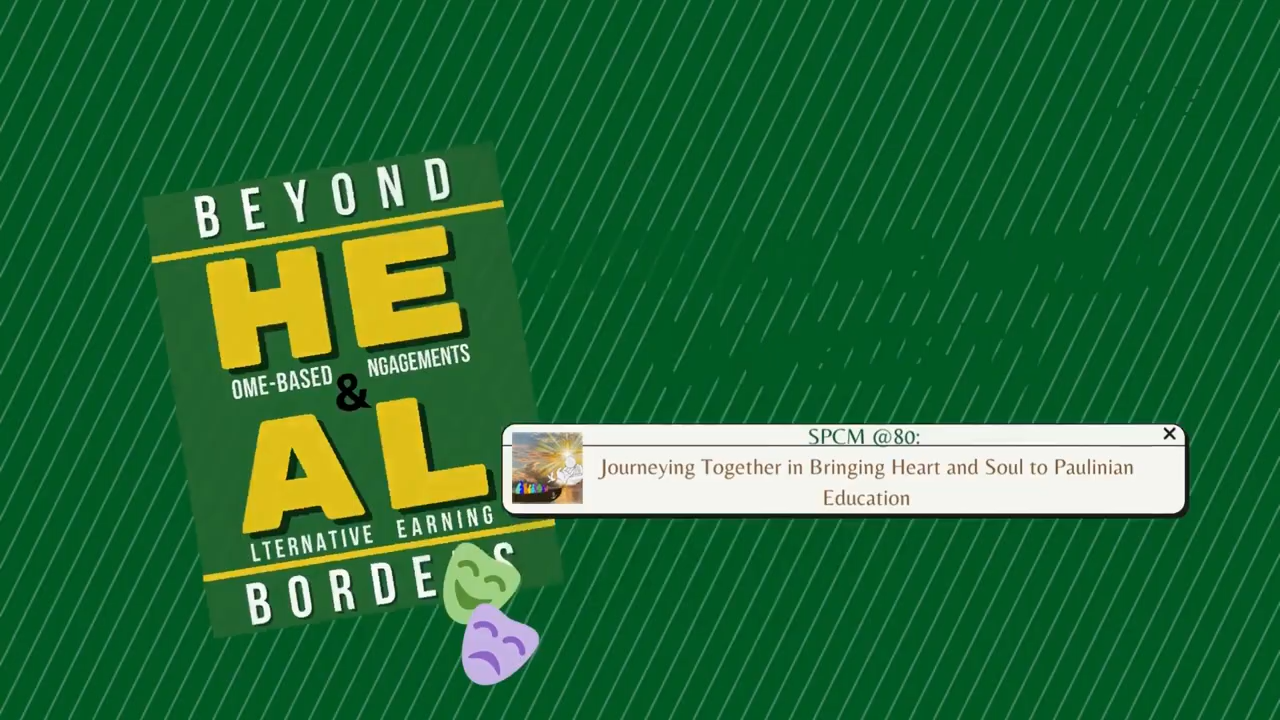 BEYOND
HE
OME-BASED & NGAGEMENTS
AL
LTERNATIVE EARNING
BORDE S
SPCM @80:
Journeying Together in Bringing Heart and Soul to Paulinian
Education